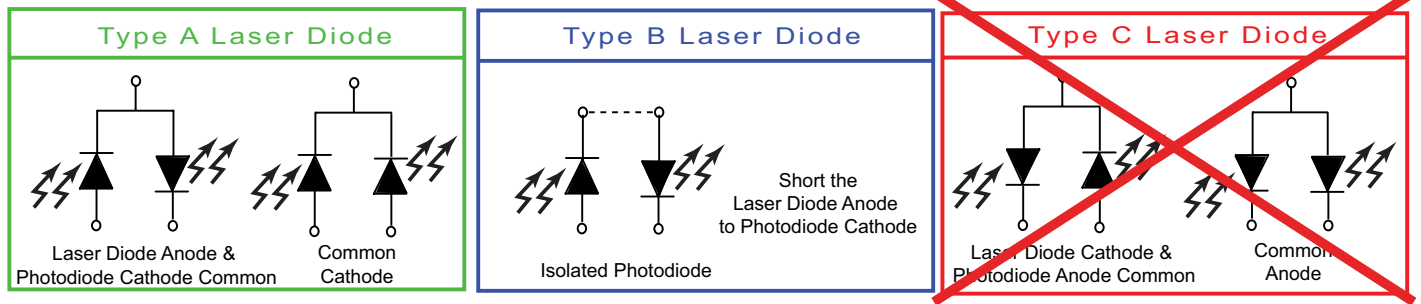 Type A Laser Diode
Laser Diode Anode &
Photodiode Cathode Common
Common
Cathode
Type B Laser Diode
Isolated Photodiode
Short the
Laser Diode Anode
to Photodiode Cathode
Type C Laser Diode
Laser Diode Cathode &
Photodiode Anode Common
Common
Anode